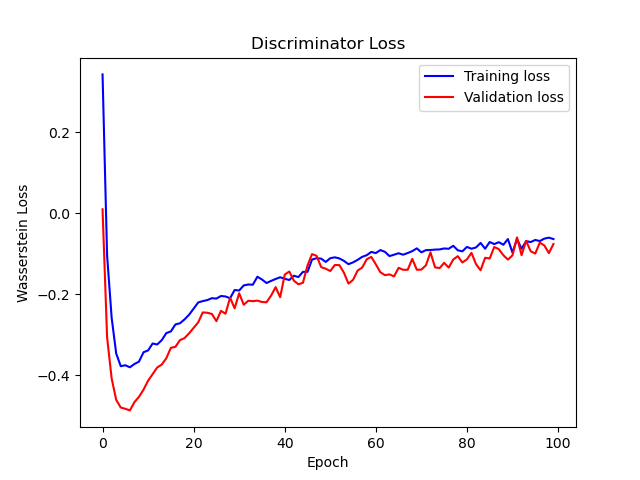 Discriminator Loss
Training loss
Validation loss
0.2
0.0
−0.2
−0.4
Wasserstein Loss
0
20
40
60
80
100
Epoch